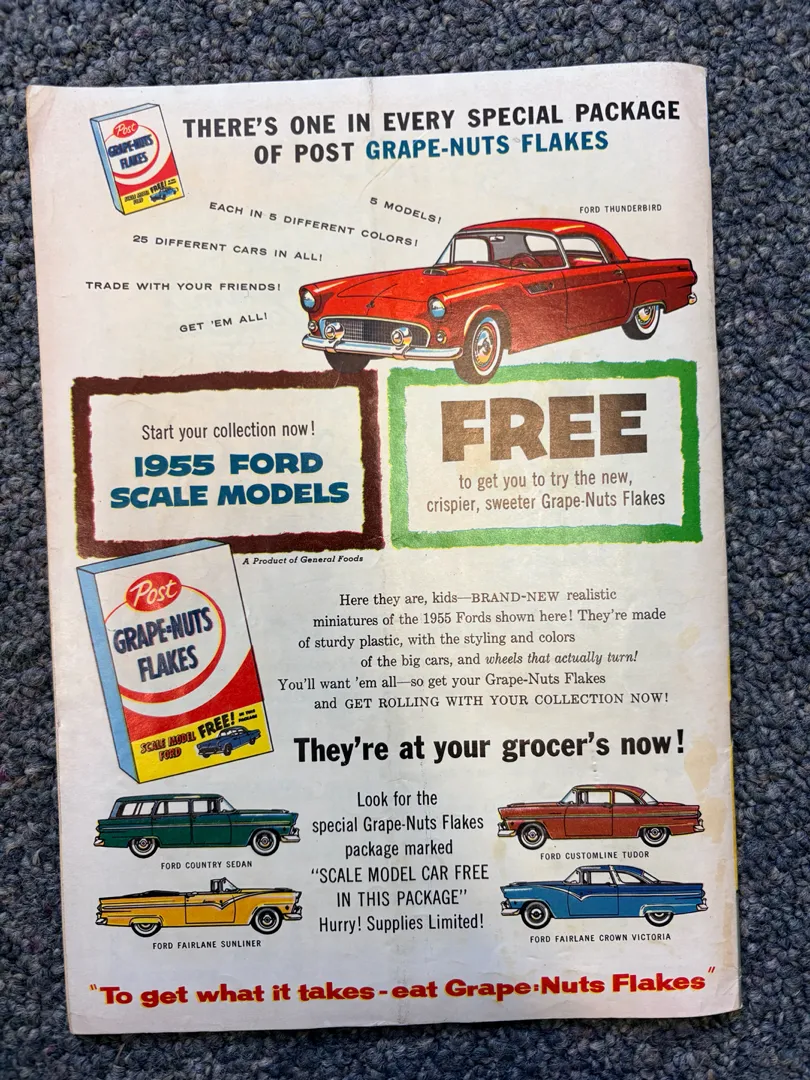 THERE'S ONE IN EVERY SPECIAL PACKAGE
OF POST GRAPE-NUTS FLAKES
Post
GRAPE-NUTS
FLAKES
FREE!
5 MODELS!
EACH IN 5 DIFFERENT COLORS!
25 DIFFERENT CARS IN ALL!
TRADE WITH YOUR FRIENDS!
GET 'EM ALL!
FORD THUNDERBIRD
Start your collection now!
1955 FORD
SCALE MODELS
FREE
to get you to try the new,
crispier, sweeter Grape-Nuts Flakes
A Product of General Foods
Post
GRAPE-NUTS
FLAKES
SCALE MODEL
FORD
FREE!
IN THIS
PACKAGE
Here they are, kids—BRAND-NEW realistic
miniatures of the 1955 Fords shown here! They're made
of sturdy plastic, with the styling and colors
of the big cars, and wheels that actually turn!
You'll want 'em all—so get your Grape-Nuts Flakes
and GET ROLLING WITH YOUR COLLECTION NOW!
They're at your grocer's now!
Look for the
special Grape-Nuts Flakes
package marked
"SCALE MODEL CAR FREE
IN THIS PACKAGE"
Hurry! Supplies Limited!
FORD COUNTRY SEDAN
FORD FAIRLANE SUNLINER
FORD CUSTOMLINE TUDOR
FORD FAIRLANE CROWN VICTORIA
"To get what it takes-eat Grape-Nuts Flakes"